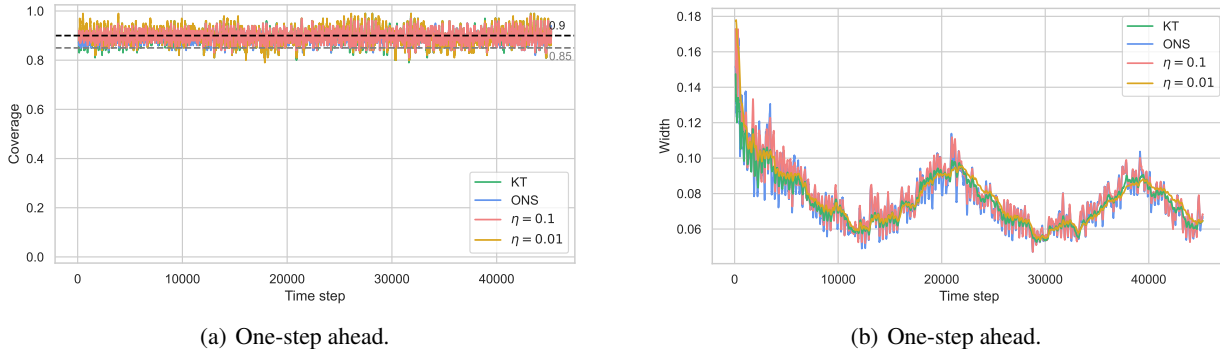 1.0
0.8
0.6
0.4
0.2
0.0
Coverage
0.9
0.85
KT
ONS
η = 0.1
η = 0.01
0
10000
20000
30000
40000
Time step
(a) One-step ahead.
0.18
0.16
0.14
0.12
0.10
0.08
0.06
Width
KT
ONS
η = 0.1
η = 0.01
0
10000
20000
30000
40000
Time step
(b) One-step ahead.